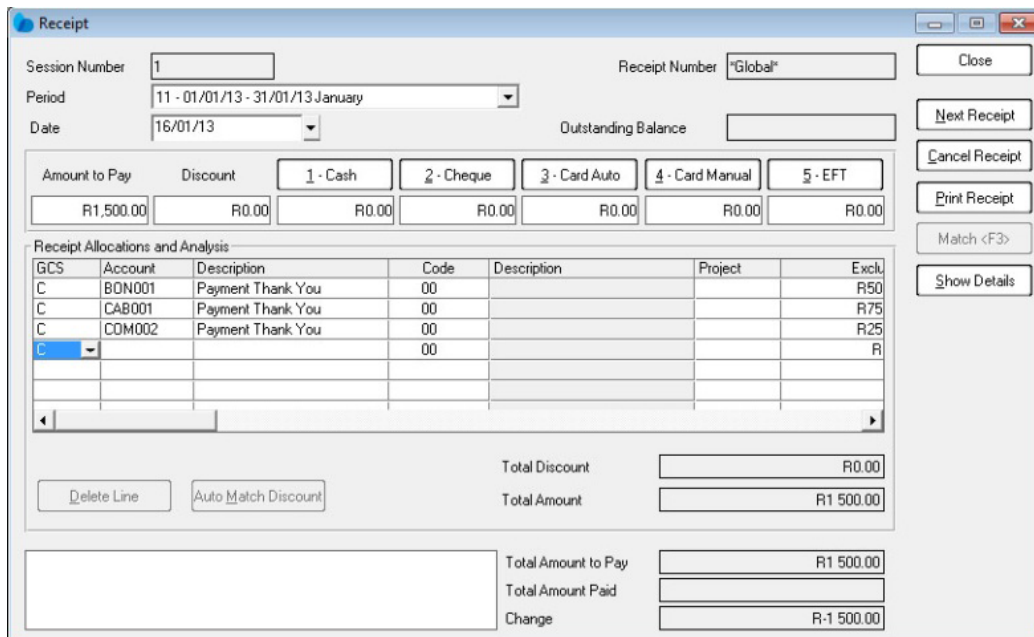 Receipt
Session Number 1 Receipt Number *Global* Close
Period 11 - 01/01/13 - 31/01/13 January
Date 16/01/13 Outstanding Balance Next Receipt
Cancel Receipt
Amount to Pay Discount 1 - Cash 2 - Cheque 3 - Card Auto 4 - Card Manual 5 - EFT
Print Receipt
R1,500.00 R0.00 R0.00 R0.00 R0.00 R0.00 R0.00
Match <F3>
Receipt Allocations and Analysis
GCS Account Description Code Description Project Exclu
Show Details
C BON001 Payment Thank You 00 R50
C CAB001 Payment Thank You 00 R75
C COM002 Payment Thank You 00 R25
C 00 R
Total Discount R0.00
Delete Line Auto Match Discount Total Amount R1 500.00
Total Amount to Pay R1 500.00
Total Amount Paid
Change R-1 500.00